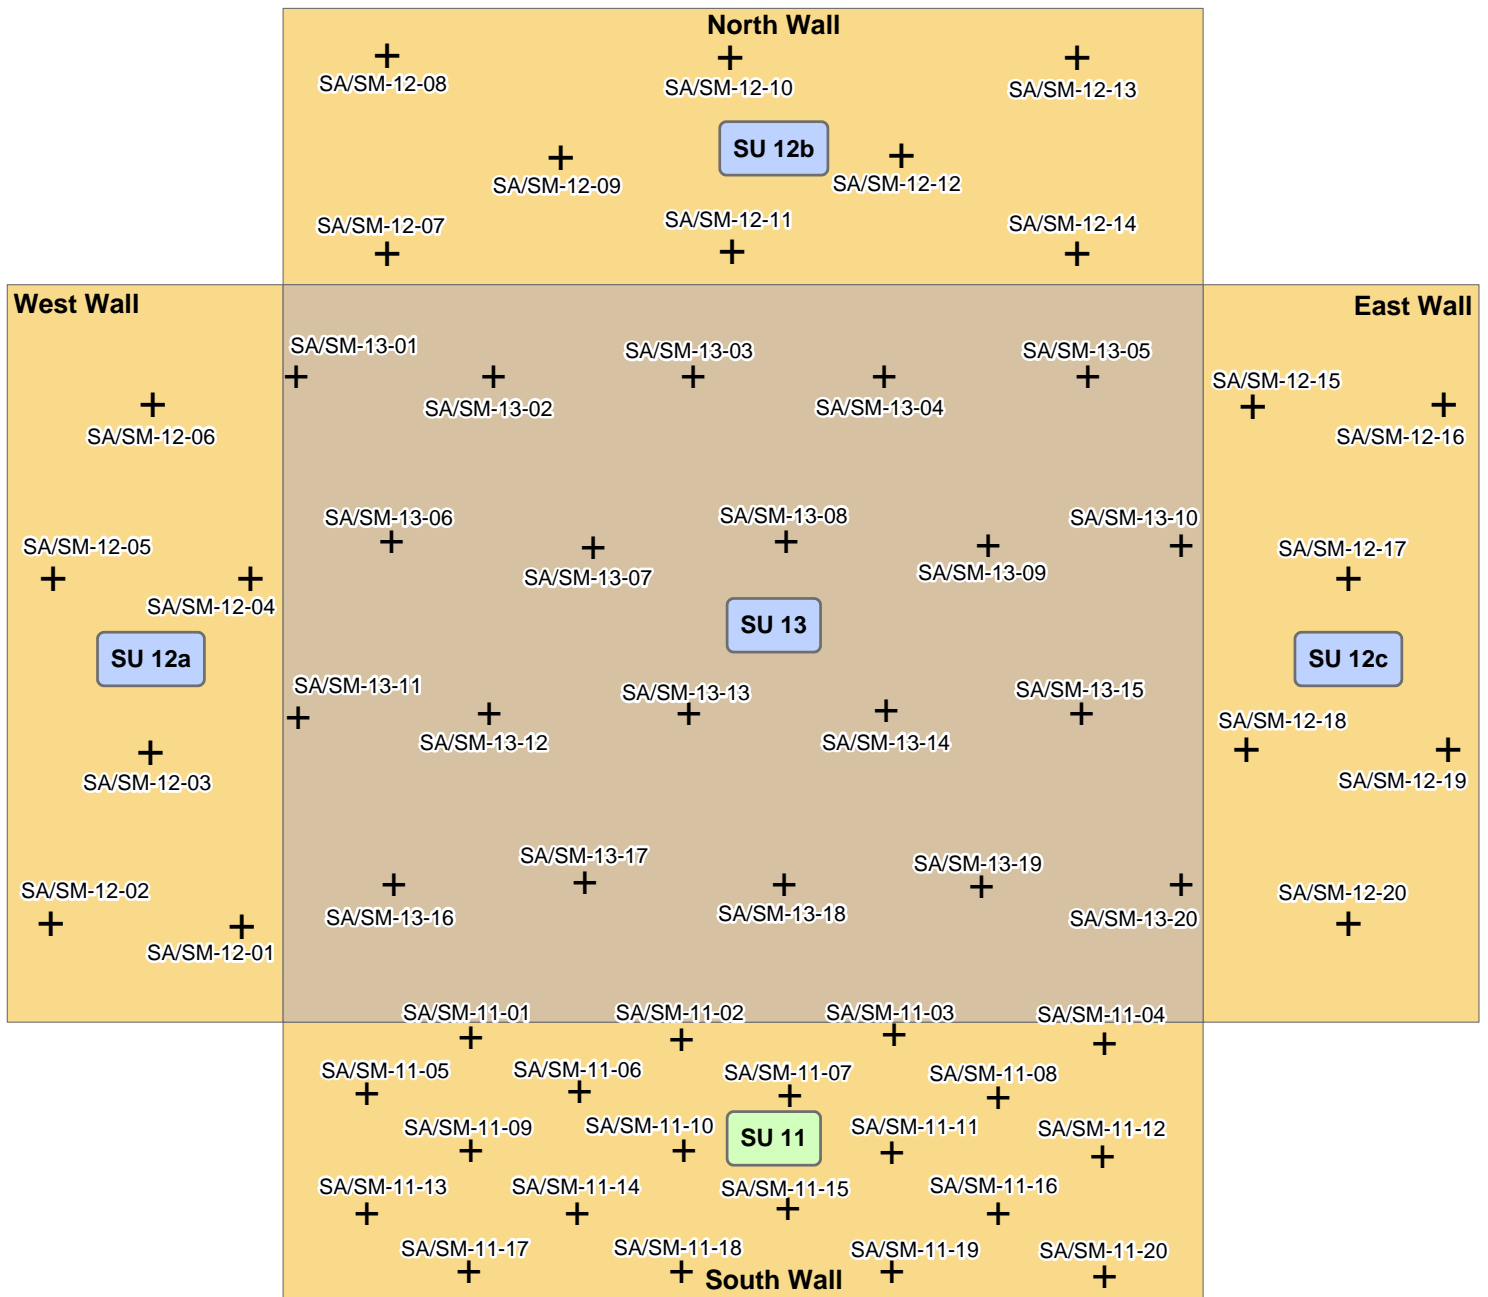 North Wall
SA/SM-12-08
SA/SM-12-10
SA/SM-12-13
SU 12b
SA/SM-12-09
SA/SM-12-12
SA/SM-12-07
SA/SM-12-11
SA/SM-12-14
West Wall
East Wall
SA/SM-13-01
SA/SM-13-03
SA/SM-13-05
SA/SM-13-02
SA/SM-13-04
SA/SM-12-15
SA/SM-12-06
SA/SM-12-16
SA/SM-13-06
SA/SM-13-08
SA/SM-13-10
SA/SM-12-05
SA/SM-13-07
SA/SM-13-09
SA/SM-12-17
SA/SM-12-04
SU 13
SU 12a
SU 12c
SA/SM-13-11
SA/SM-13-13
SA/SM-13-15
SA/SM-12-18
SA/SM-13-12
SA/SM-13-14
SA/SM-12-03
SA/SM-12-19
SA/SM-13-17
SA/SM-13-19
SA/SM-12-02
SA/SM-13-16
SA/SM-13-18
SA/SM-13-20
SA/SM-12-20
SA/SM-12-01
SA/SM-11-01
SA/SM-11-02
SA/SM-11-03
SA/SM-11-04
SA/SM-11-05
SA/SM-11-06
SA/SM-11-07
SA/SM-11-08
SA/SM-11-09
SA/SM-11-10
SU 11
SA/SM-11-11
SA/SM-11-12
SA/SM-11-13
SA/SM-11-14
SA/SM-11-15
SA/SM-11-16
SA/SM-11-17
SA/SM-11-18
SA/SM-11-19
SA/SM-11-20
South Wall